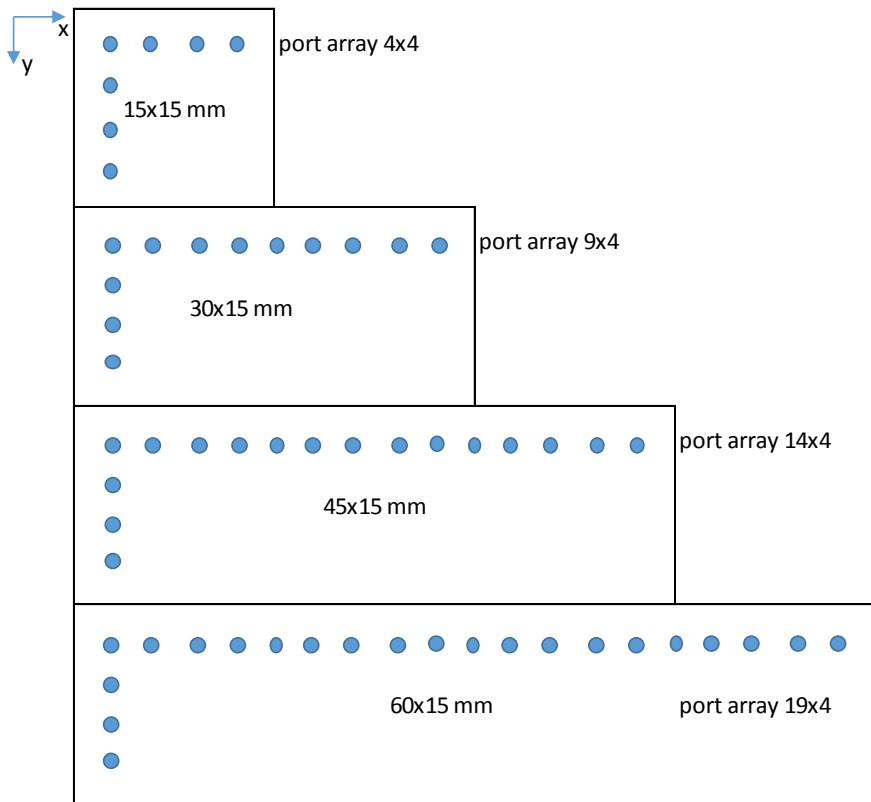 x
y
port array 4x4
15x15 mm
port array 9x4
30x15 mm
port array 14x4
45x15 mm
60x15 mm
port array 19x4